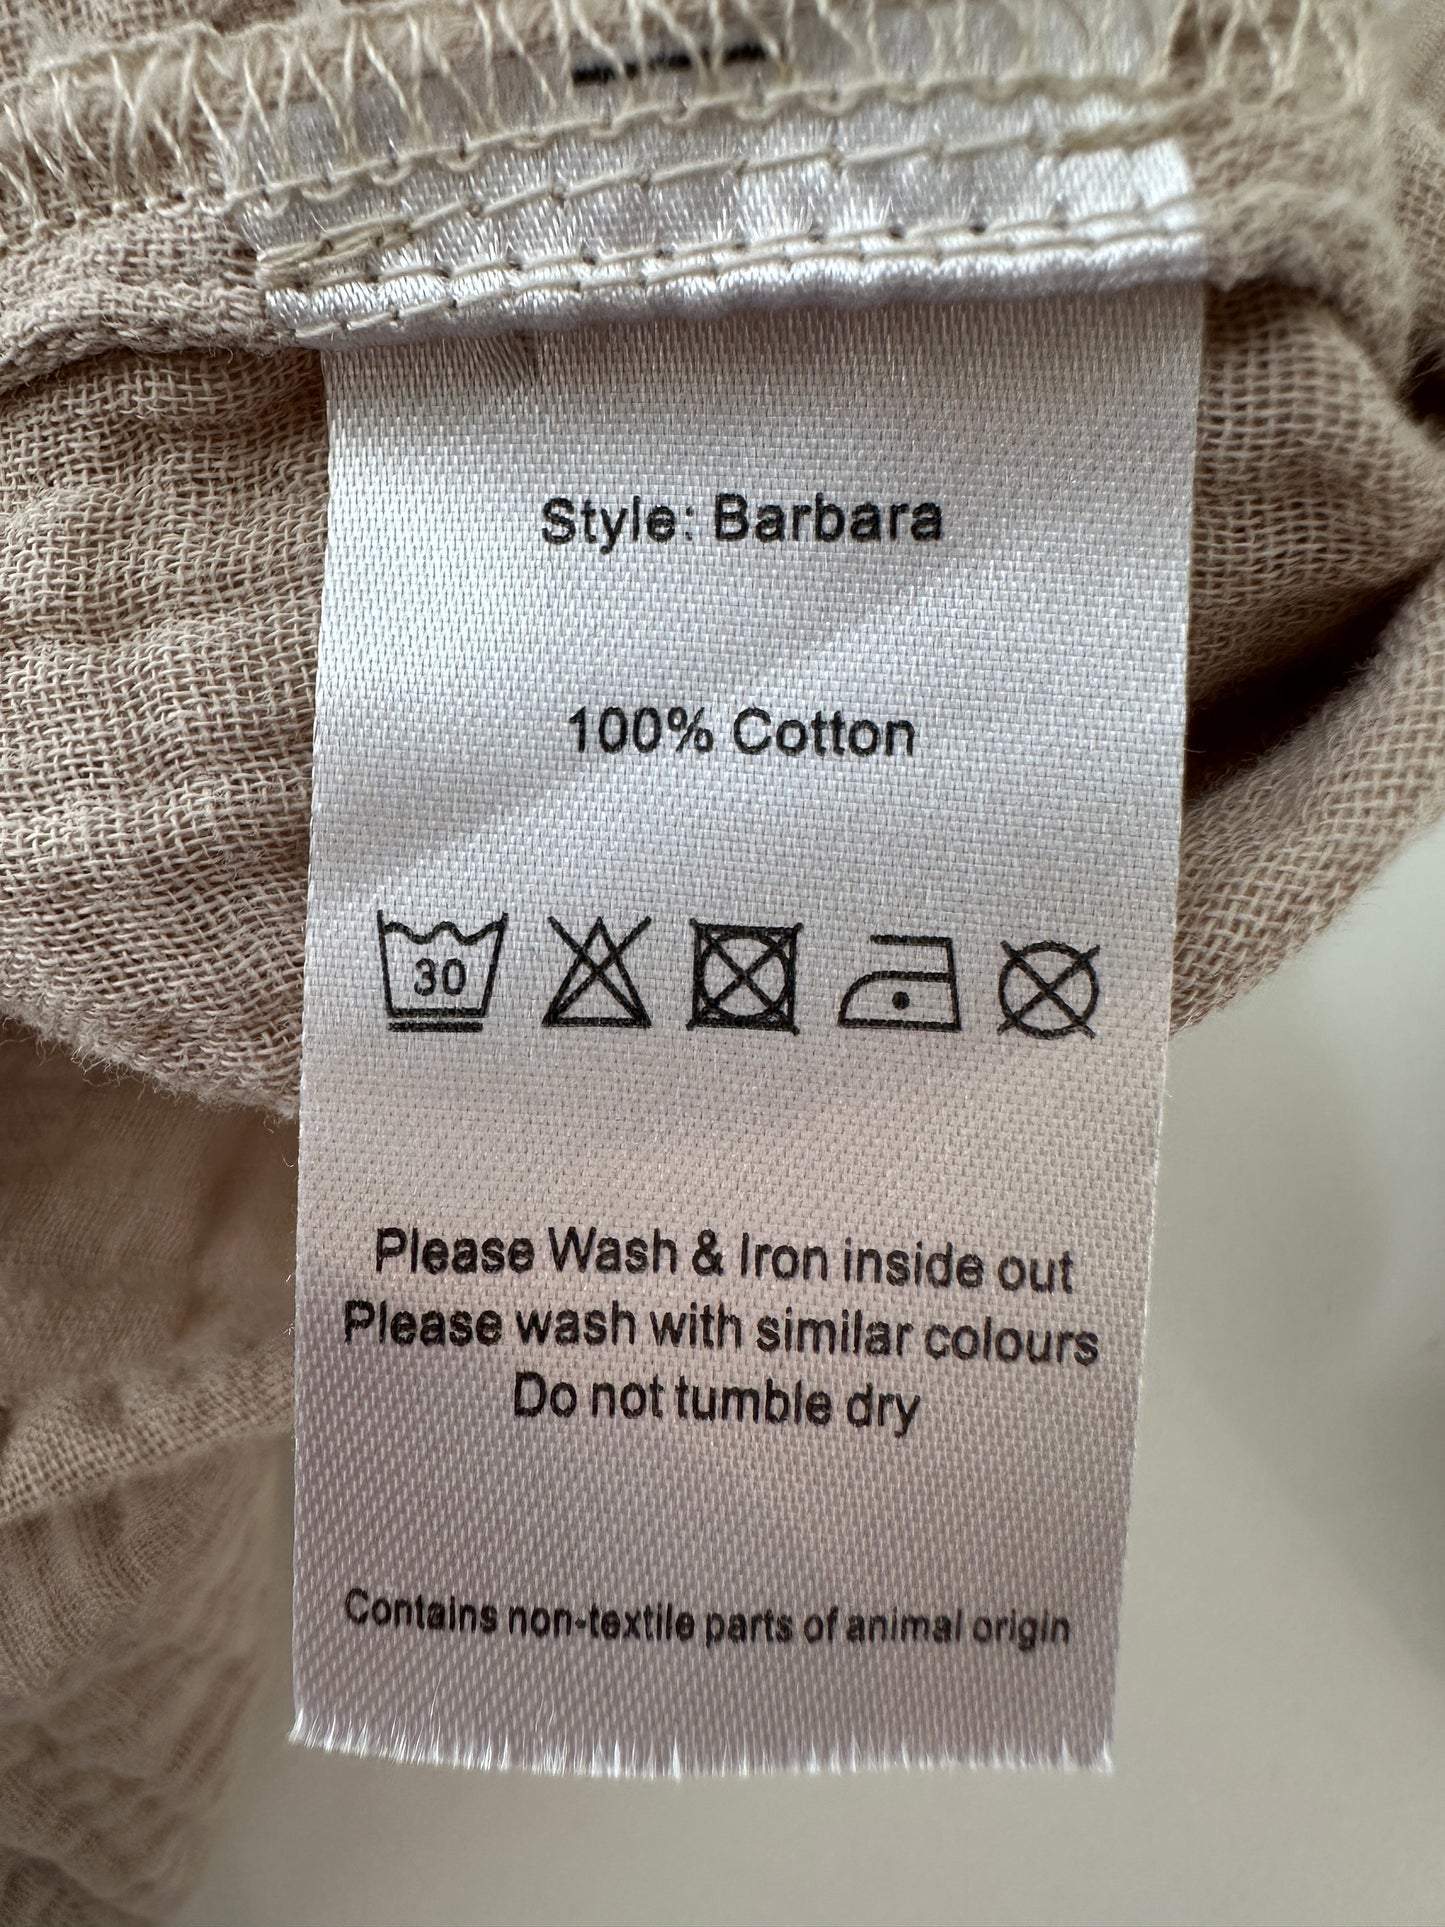 Style: Barbara
100% Cotton
30
Please Wash & Iron inside out
Please wash with similar colours
Do not tumble dry
Contains non-textile parts of animal origin